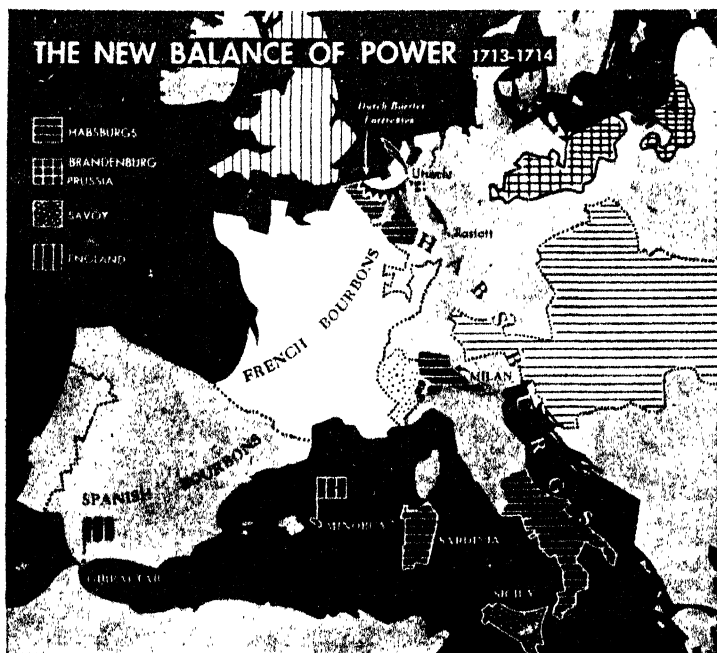 THE NEW BALANCE OF POWER 1713-1714
HABSBURGS
BRANDENBURG
PRUSSIA
SAVOY
ENGLAND
Dutch Barrier
Fortresses
Utrecht
Rastatt
HABSBURGS
FRENCH BOURBONS
MILAN
SPANISH BOURBONS
MINORCA
SARDINIA
GIBRALTAR
SICILY